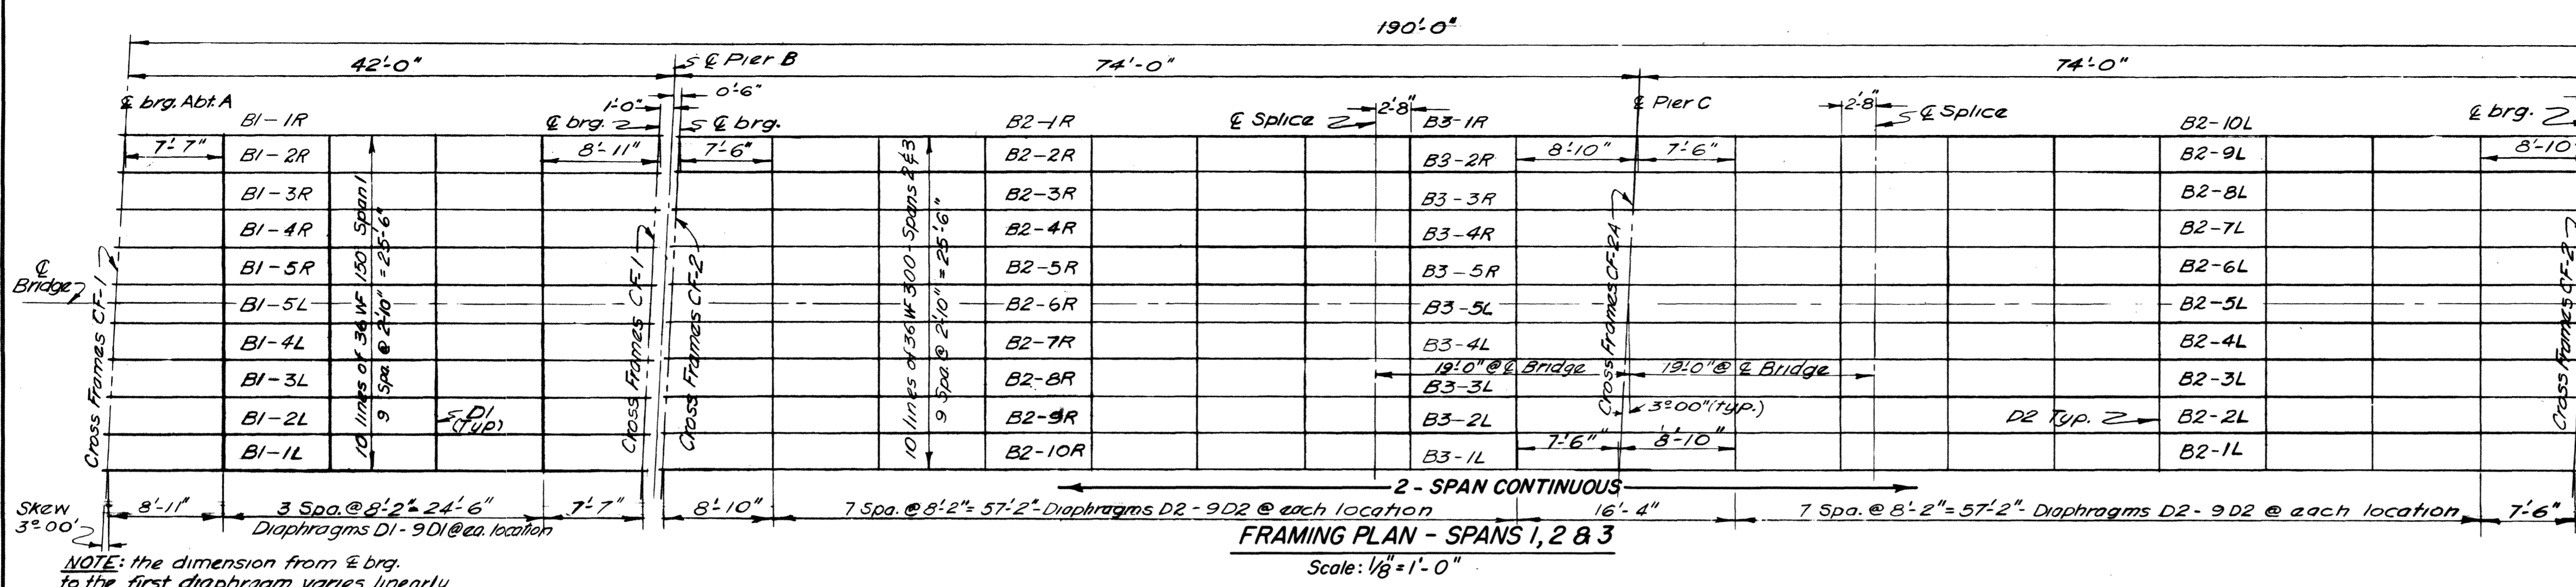 190'-0"
42'-0"
℄ Pier B
74'-0"
74'-0"
℄ brg. Abt. A
1'-0"
0'-6"
2'-8"
℄ Pier C
2'-8"
℄ Splice
B1-1R
℄ brg.
℄ brg.
B2-1R
℄ Splice
B3-1R
B2-10L
℄ brg.
7'-7"
B1-2R
8'-11"
7'-6"
B2-2R
B3-2R
8'-10"
7'-6"
B2-9L
8'-10"
B1-3R
B2-3R
B3-3R
B2-8L
B1-4R
B2-4R
B3-4R
B2-7L
B1-5R
B2-5R
B3-5R
B2-6L
℄
Bridge
B1-5L
B2-6R
B3-5L
B2-5L
B1-4L
B2-7R
B3-4L
B2-4L
19'-0" @ ℄ Bridge
19'-0" @ ℄ Bridge
B1-3L
B2-8R
B3-3L
B2-3L
B1-2L
D1
(typ)
B2-9R
B3-2L
3°00" (typ.)
D2 Typ.
B2-2L
B1-1L
B2-10R
B3-1L
7'-6"
8'-10"
B2-1L
Cross Frames CF-1
10 lines of 36 WF 150 Span 1
9 Spa. @ 2'-10" = 25'-6"
Cross Frames CF-1
Cross Frames CF-2
10 lines of 36 WF 300 - Spans 2 & 3
9 Spa. @ 2'-10" = 25'-6"
Cross Frames CF-2A
Cross Frames CF-2
2 - SPAN CONTINUOUS
Skew
3°00'
8'-11"
3 Spa. @ 8'-2" = 24'-6"
7'-7"
8'-10"
7 Spa. @ 8'-2" = 57'-2" - Diaphragms D2 - 9 D2 @ each location
16'-4"
7 Spa. @ 8'-2" = 57'-2" - Diaphragms D2 - 9 D2 @ each location
7'-6"
Diaphragms D1 - 9 D1 @ ea. location
FRAMING PLAN - SPANS 1, 2 & 3
Scale: 1/8" = 1'-0"
NOTE: the dimension from ℄ brg.
to the first diaphragm varies linearly